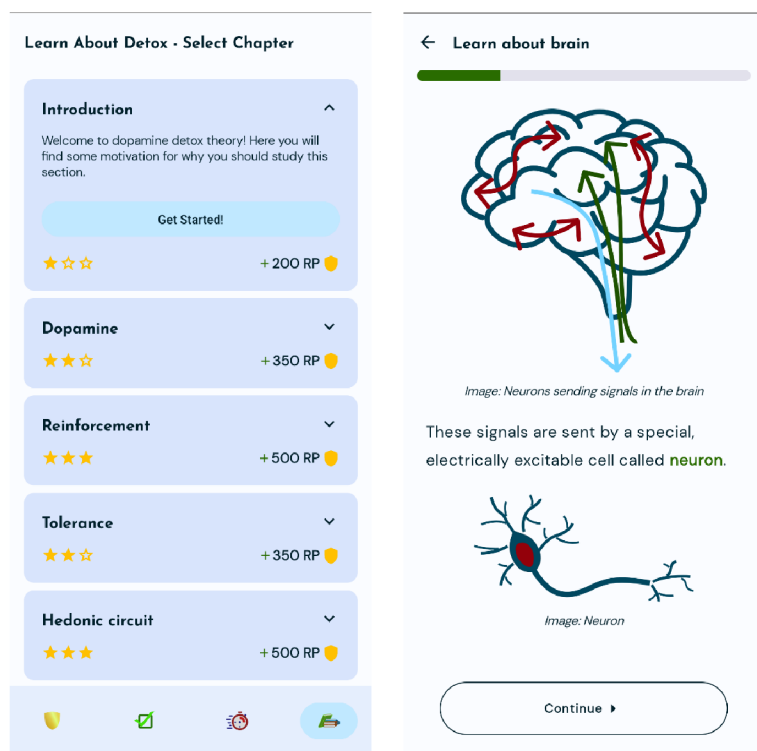 Learn About Detox - Select Chapter
Introduction
Welcome to dopamine detox theory! Here you will
find some motivation for why you should study this
section.
Get Started!
+200 RP
Dopamine
+350 RP
Reinforcement
+500 RP
Tolerance
+350 RP
Hedonic circuit
+500 RP
Learn about brain
Image: Neurons sending signals in the brain
These signals are sent by a special,
electrically excitable cell called neuron.
Image: Neuron
Continue